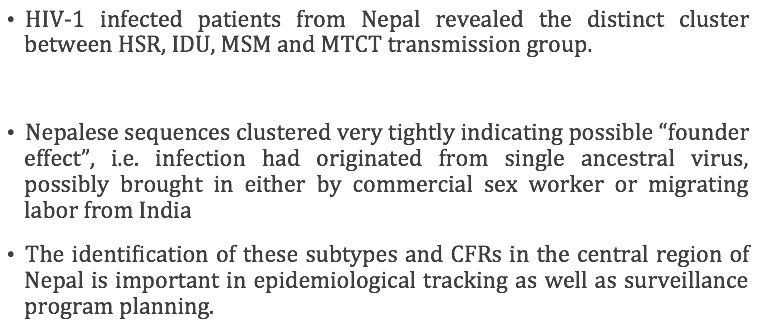 • HIV-1 infected patients from Nepal revealed the distinct cluster
between HSR, IDU, MSM and MTCT transmission group.
• Nepalese sequences clustered very tightly indicating possible “founder
effect”, i.e. infection had originated from single ancestral virus,
possibly brought in either by commercial sex worker or migrating
labor from India
• The identification of these subtypes and CFRs in the central region of
Nepal is important in epidemiological tracking as well as surveillance
program planning.